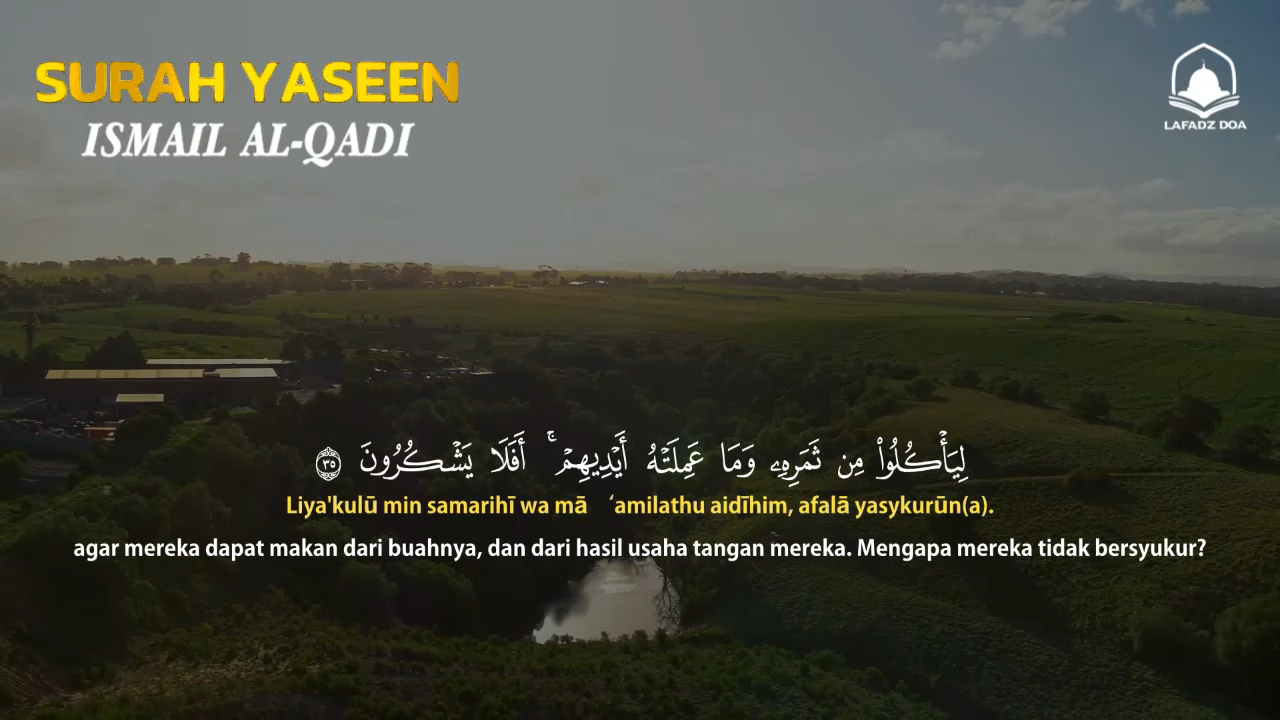 SURAH YASEEN
ISMAIL AL-QADI
LAFADZ DOA
لِيَأْكُلُوا۟ مِن ثَمَرِهِۦ وَمَا عَمِلَتْهُ أَيْدِيهِمْ ۖ أَفَلَا يَشْكُرُونَ ٣٥
Liya'kulū min samarihī wa mā ‘amilathu aidīhim, afalā yasykurūn(a).
agar mereka dapat makan dari buahnya, dan dari hasil usaha tangan mereka. Mengapa mereka tidak bersyukur?